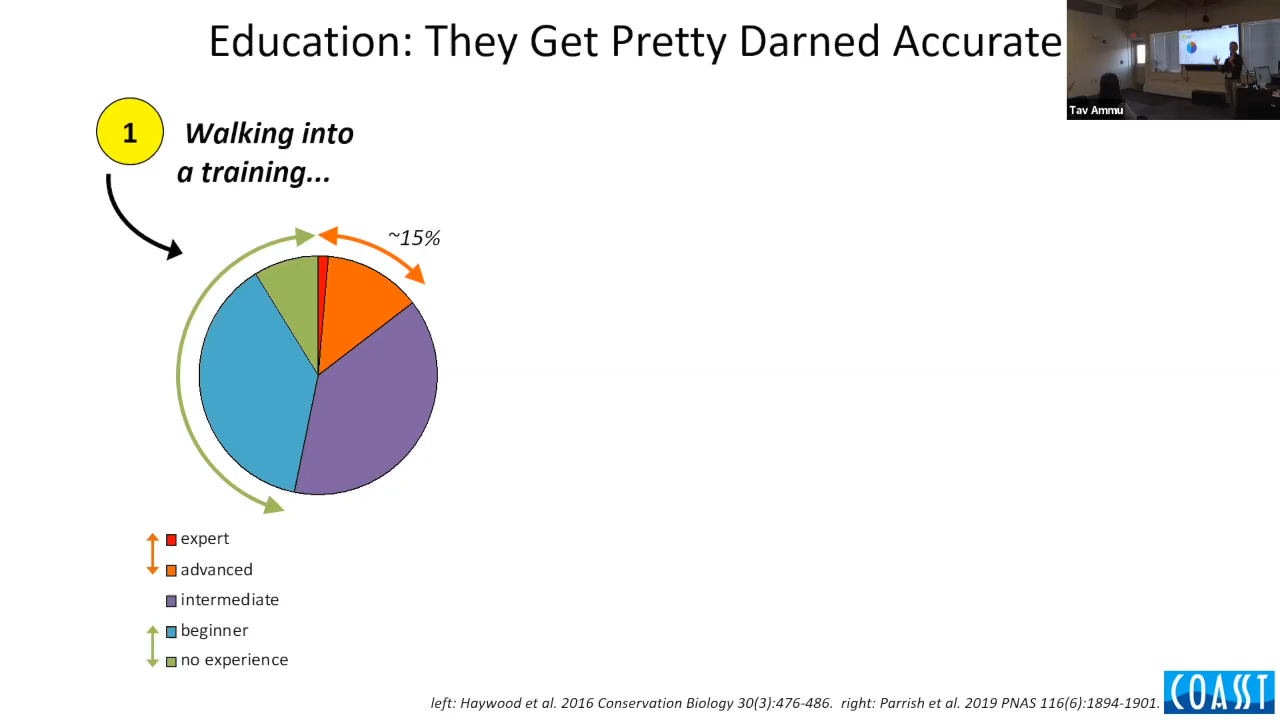 Education: They Get Pretty Darned Accurate
Tav Ammu
1
Walking into
a training...
~15%
expert
advanced
intermediate
beginner
no experience
left: Haywood et al. 2016 Conservation Biology 30(3):476-486.  right: Parrish et al. 2019 PNAS 116(6):1894-1901.
COASST